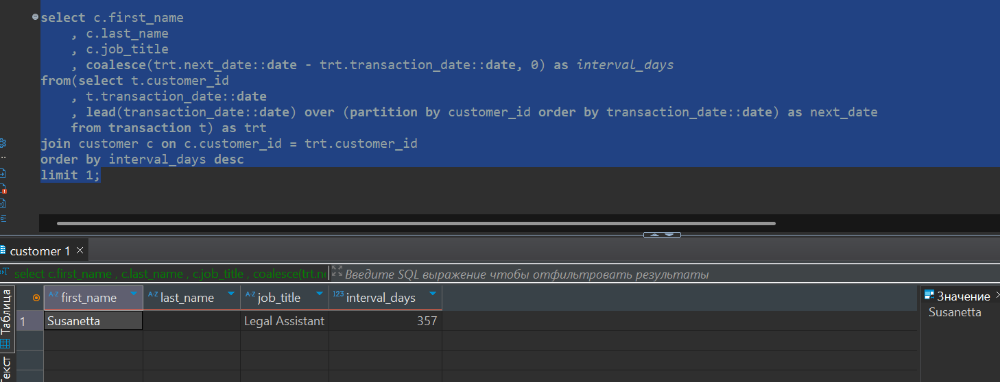 select c.first_name
, c.last_name
, c.job_title
, coalesce(trt.next_date::date - trt.transaction_date::date, 0) as interval_days
from(select t.customer_id
, t.transaction_date::date
, lead(transaction_date::date) over (partition by customer_id order by transaction_date::date) as next_date
from transaction t) as trt
join customer c on c.customer_id = trt.customer_id
order by interval_days desc
limit 1;
customer 1
select c.first_name , c.last_name , c.job_title , coalesce(trt.ne
Введите SQL выражение чтобы отфильтровать результаты
Таблица
Текст
A-Z first_name A-Z last_name A-Z job_title 123 interval_days
1 Susanetta Legal Assistant 357
Значение
Susanetta